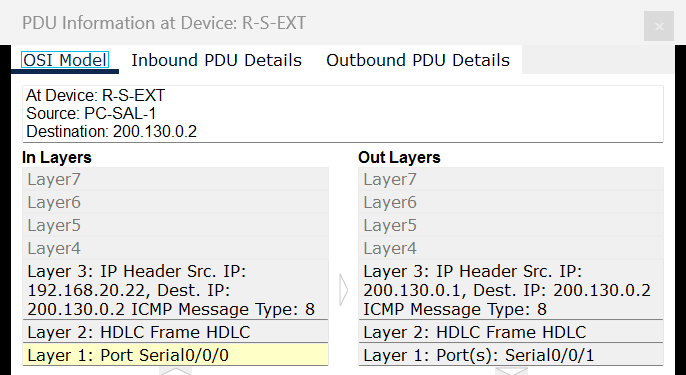 PDU Information at Device: R-S-EXT
×
OSI Model Inbound PDU Details Outbound PDU Details
At Device: R-S-EXT
Source: PC-SAL-1
Destination: 200.130.0.2
In Layers
Layer7
Layer6
Layer5
Layer4
Layer 3: IP Header Src. IP:
192.168.20.22, Dest. IP:
200.130.0.2 ICMP Message Type: 8
Layer 2: HDLC Frame HDLC
Layer 1: Port Serial0/0/0
Out Layers
Layer7
Layer6
Layer5
Layer4
Layer 3: IP Header Src. IP:
200.130.0.1, Dest. IP: 200.130.0.2
ICMP Message Type: 8
Layer 2: HDLC Frame HDLC
Layer 1: Port(s): Serial0/0/1